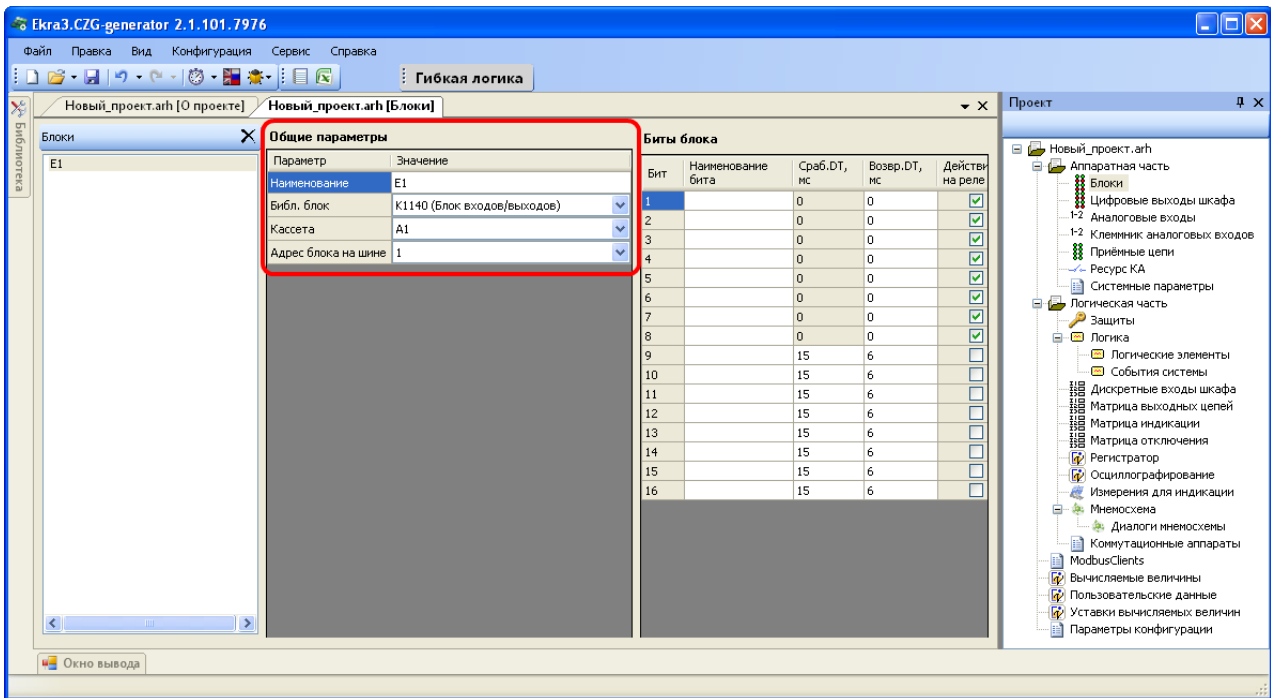 Ekra3.CZG-generator 2.1.101.7976
Файл Правка Вид Конфигурация Сервис Справка
Гибкая логика
Библиотека
Новый_проект.arh [О проекте] Новый_проект.arh [Блоки]
Блоки
E1
Общие параметры
Параметр Значение
Наименование E1
Библ. блок К1140 (Блок входов/выходов)
Кассета А1
Адрес блока на шине 1
Биты блока
Бит Наименование бита Сраб.DT, мс Возвр.DT, мс Действи на реле
1 0 0
2 0 0
3 0 0
4 0 0
5 0 0
6 0 0
7 0 0
8 0 0
9 15 6
10 15 6
11 15 6
12 15 6
13 15 6
14 15 6
15 15 6
16 15 6
Проект
Новый_проект.arh
Аппаратная часть
Блоки
Цифровые выходы шкафа
1-2 Аналоговые входы
1-2 Клеммник аналоговых входов
Приёмные цепи
Ресурс КА
Системные параметры
Логическая часть
Защиты
Логика
Логические элементы
События системы
Дискретные входы шкафа
Матрица выходных цепей
Матрица индикации
Матрица отключения
Регистратор
Осциллографирование
Измерения для индикации
Мнемосхема
Диалоги мнемосхемы
Коммутационные аппараты
ModbusClients
Вычисляемые величины
Пользовательские данные
Уставки вычисляемых величин
Параметры конфигурации
Окно вывода